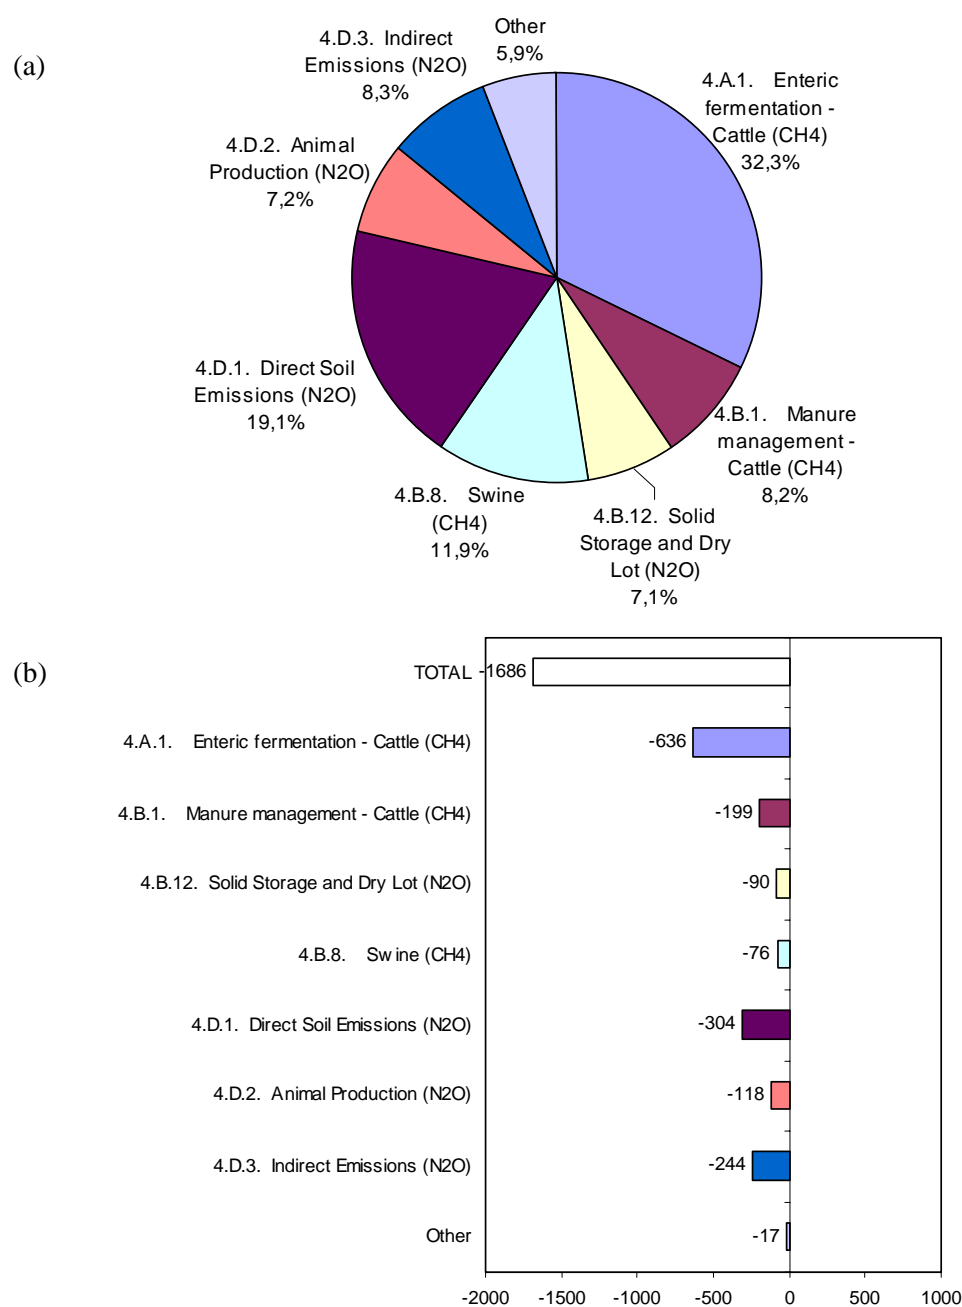 (a)
Other
5,9%
4.D.3. Indirect
Emissions (N2O)
8,3%
4.A.1. Enteric
fermentation -
Cattle (CH4)
32,3%
4.D.2. Animal
Production (N2O)
7,2%
4.D.1. Direct Soil
Emissions (N2O)
19,1%
4.B.1. Manure
management -
Cattle (CH4)
8,2%
4.B.8. Swine
(CH4)
11,9%
4.B.12. Solid
Storage and Dry
Lot (N2O)
7,1%
(b)
TOTAL -1686
4.A.1. Enteric fermentation - Cattle (CH4) -636
4.B.1. Manure management - Cattle (CH4) -199
4.B.12. Solid Storage and Dry Lot (N2O) -90
4.B.8. Swine (CH4) -76
4.D.1. Direct Soil Emissions (N2O) -304
4.D.2. Animal Production (N2O) -118
4.D.3. Indirect Emissions (N2O) -244
Other -17
-2000 -1500 -1000 -500 0 500 1000